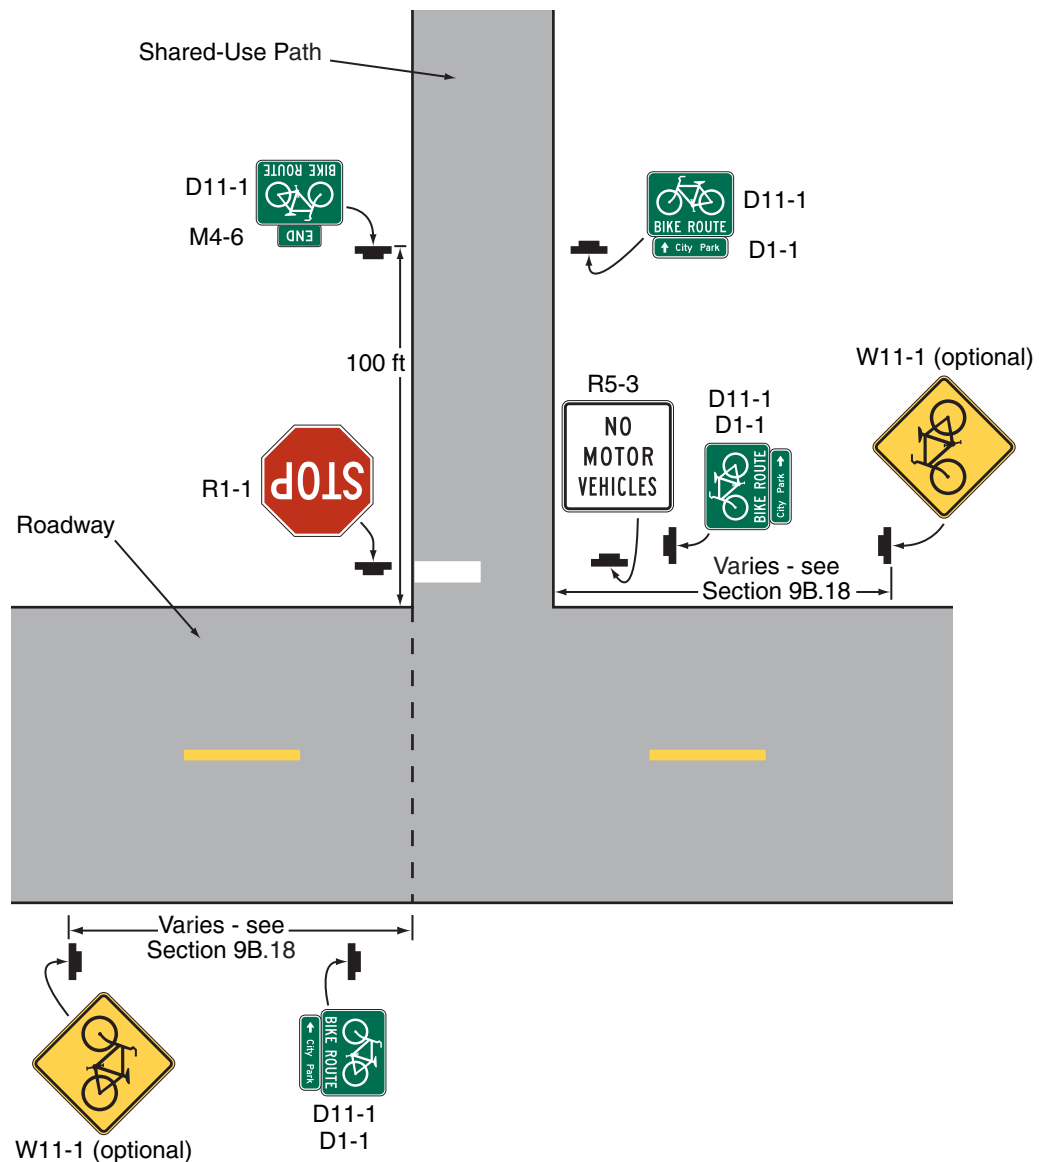 Shared-Use Path
D11-1
BIKE ROUTE
M4-6
END
BIKE ROUTE
D11-1
↑ City Park
D1-1
100 ft
W11-1 (optional)
R5-3
D11-1
D1-1
NO
MOTOR
VEHICLES
BIKE ROUTE
City Park ↑
R1-1
STOP
Roadway
Varies - see
Section 9B.18
Varies - see
Section 9B.18
↑ City Park
BIKE ROUTE
D11-1
D1-1
W11-1 (optional)